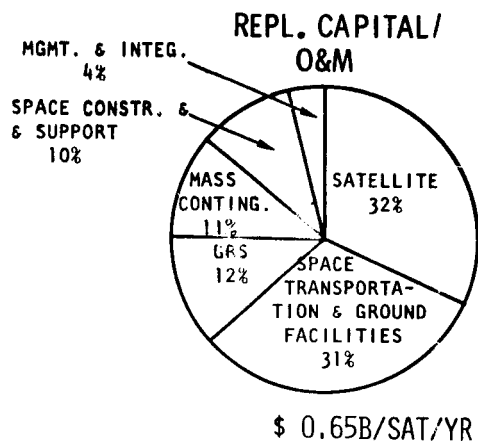 REPL. CAPITAL/
O&M
MGMT. & INTEG.
4%
SPACE CONSTR. &
& SUPPORT
10%
MASS
CONTING.
11%
GRS
12%
SATELLITE
32%
SPACE
TRANSPORTA-
TION & GROUND
FACILITIES
31%
$ 0.65B/SAT/YR